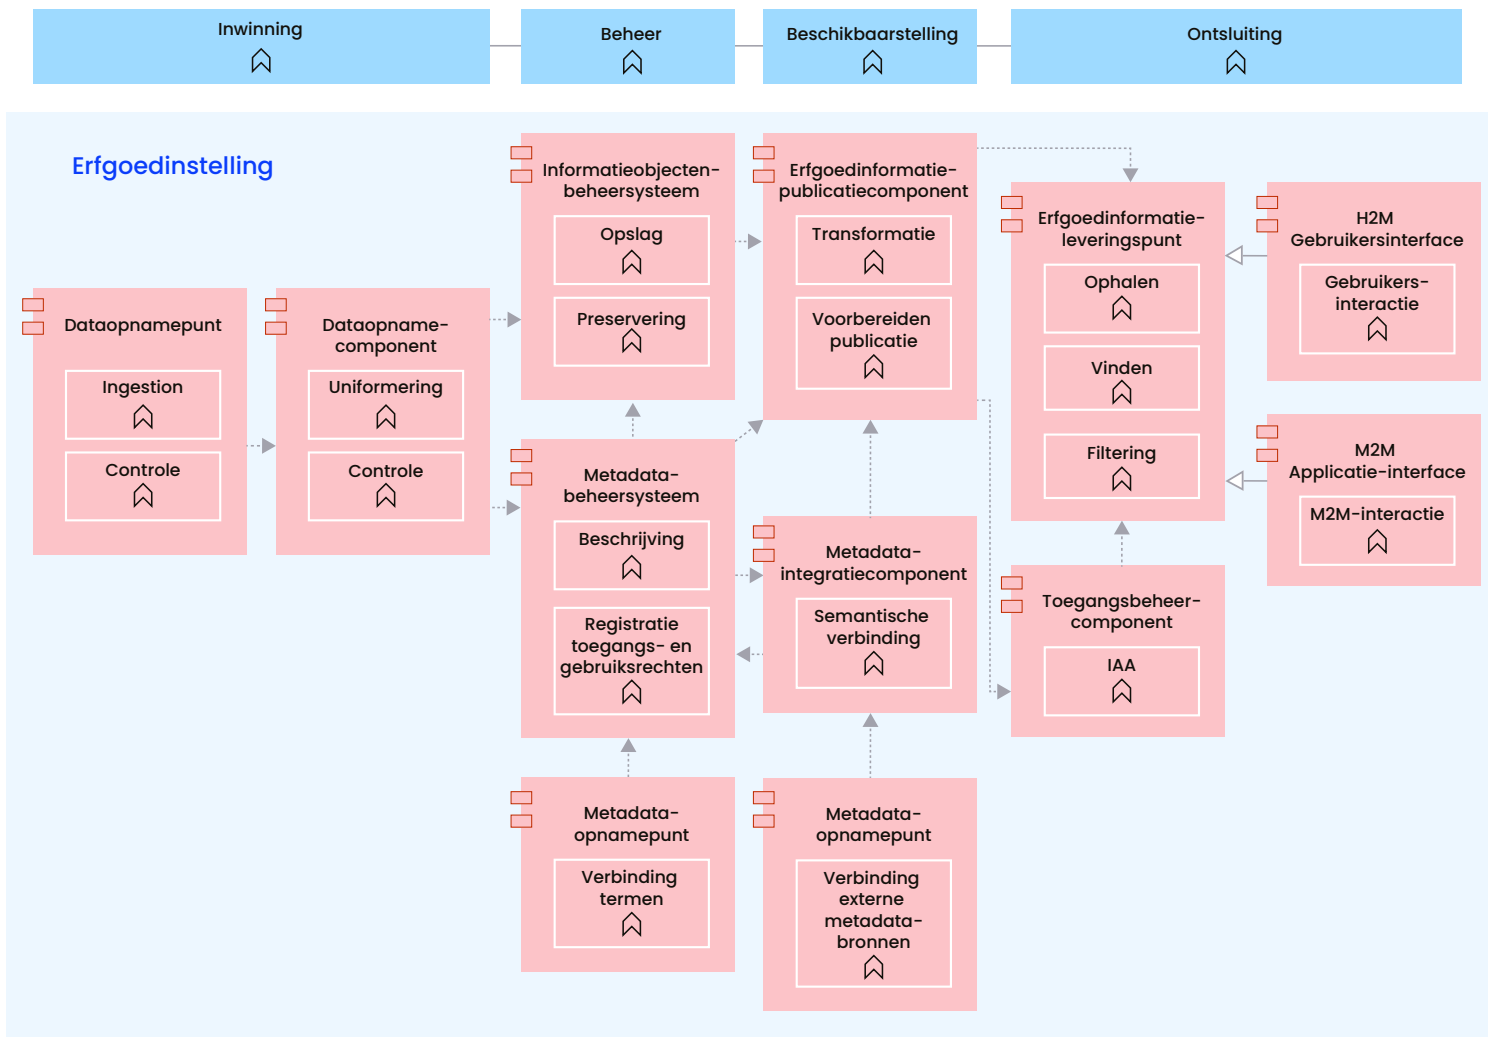 Inwinning
Beheer
Beschikbaarstelling
Ontsluiting
Erfgoedinstelling
Dataopnamepunt
Ingestion
Controle
Dataopname-
component
Uniformering
Controle
Informatieobjecten-
beheersysteem
Opslag
Preservering
Metadata-
beheersysteem
Beschrijving
Registratie
toegangs- en
gebruiksrechten
Metadata-
opnamepunt
Verbinding
termen
Erfgoedinformatie-
publicatiecomponent
Transformatie
Voorbereiden
publicatie
Metadata-
integratiecomponent
Semantische
verbinding
Metadata-
opnamepunt
Verbinding
externe
metadata-
bronnen
Erfgoedinformatie-
leveringspunt
Ophalen
Vinden
Filtering
Toegangsbeheer-
component
IAA
H2M
Gebruikersinterface
Gebruikers-
interactie
M2M
Applicatie-interface
M2M-interactie